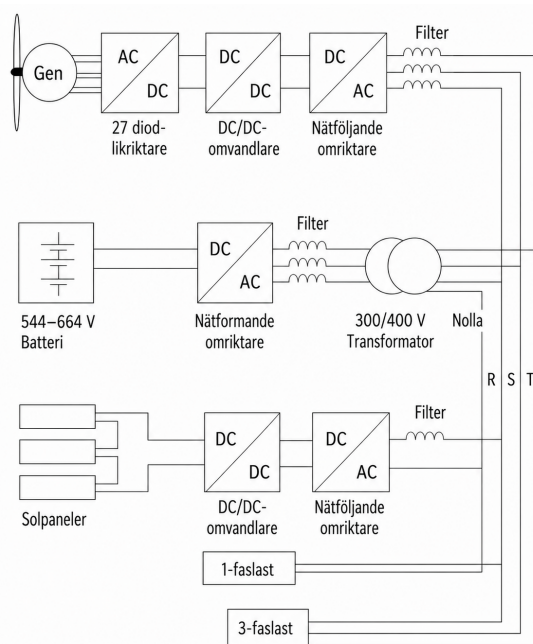 Filter
Gen
AC
DC
DC
DC
DC
AC
27 diod-
likriktare
DC/DC-
omvandlare
Nätföljande
omriktare
Filter
DC
AC
544–664 V
Batteri
Nätformande
omriktare
300/400 V
Transformator
Nolla
R S T
Filter
DC
DC
DC
AC
Solpaneler
DC/DC-
omvandlare
Nätföljande
omriktare
1-faslast
3-faslast